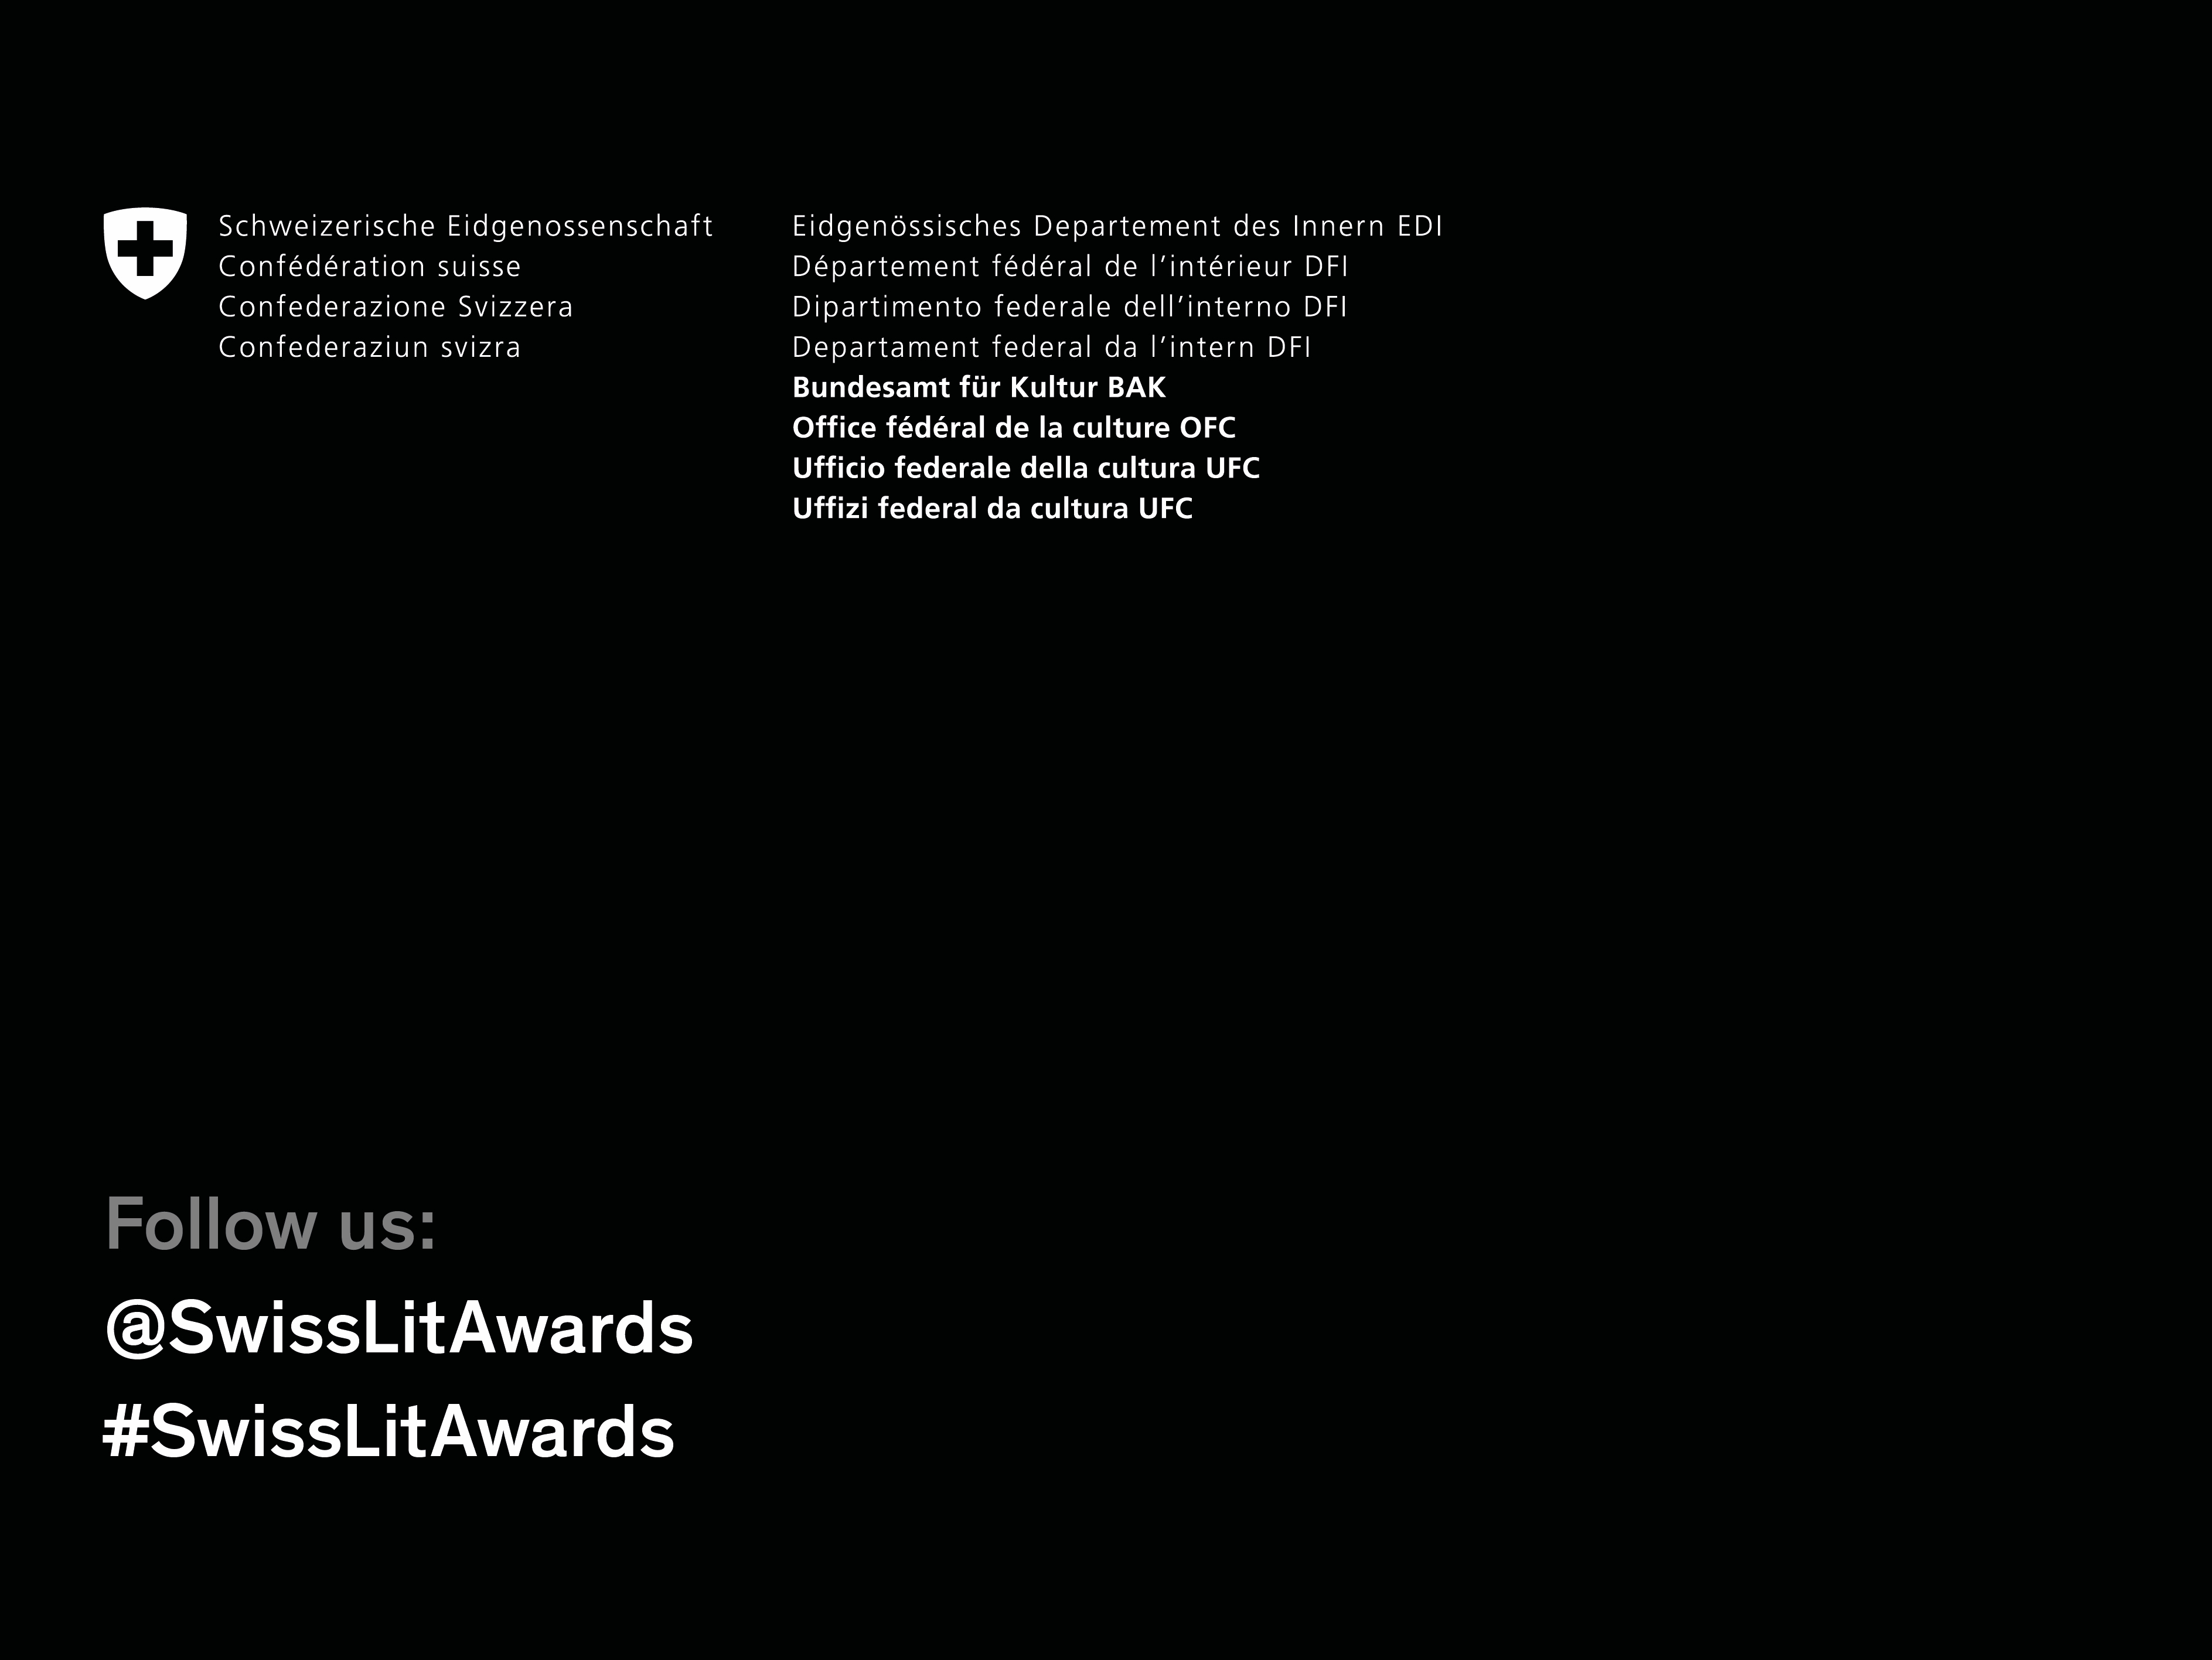 Schweizerische Eidgenossenschaft
Confédération suisse
Confederazione Svizzera
Confederaziun svizra
Eidgenössisches Departement des Innern EDI
Département fédéral de l’intérieur DFI
Dipartimento federale dell’interno DFI
Departament federal da l’intern DFI
Bundesamt für Kultur BAK
Office fédéral de la culture OFC
Ufficio federale della cultura UFC
Uffizi federal da cultura UFC
Follow us:
@SwissLitAwards
#SwissLitAwards